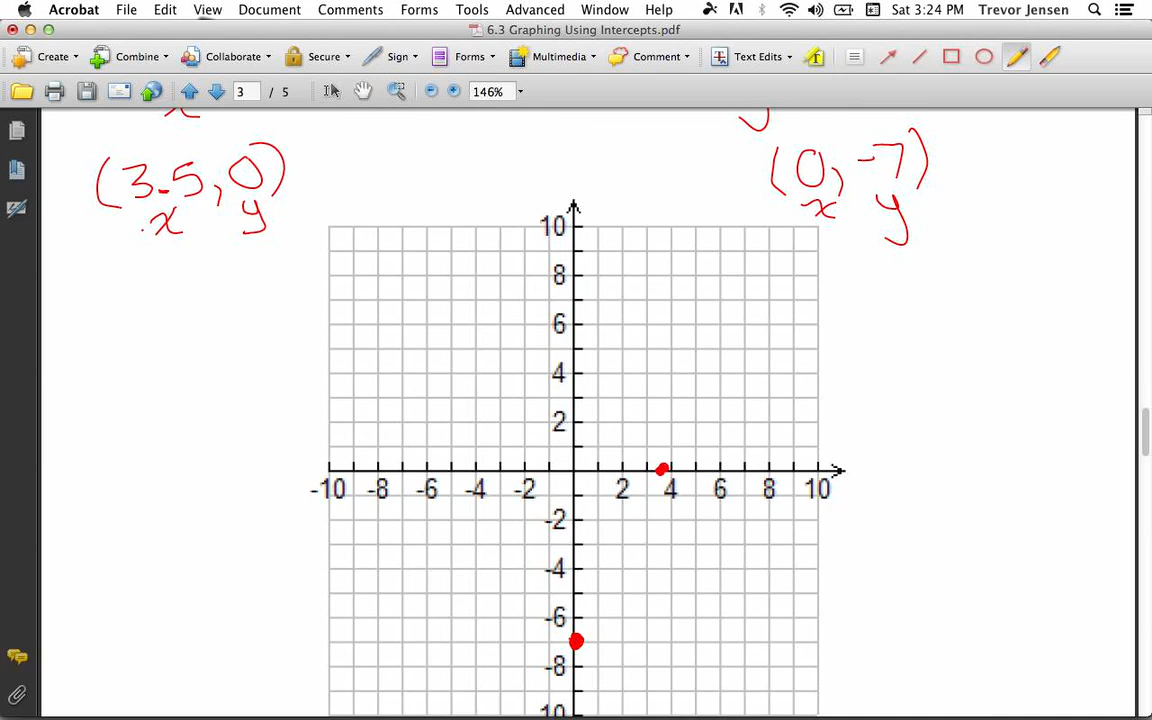 Acrobat File Edit View Document Comments Forms Tools Advanced Window Help Sat 3:24 PM Trevor Jensen
6.3 Graphing Using Intercepts.pdf
Create Combine Collaborate Secure Sign Forms Multimedia Comment Text Edits
3 / 5 146%
x y
(3.5, 0) (0, -7)
x y x y
10
8
6
4
2
-10 -8 -6 -4 -2 2 4 6 8 10
-2
-4
-6
-8
10